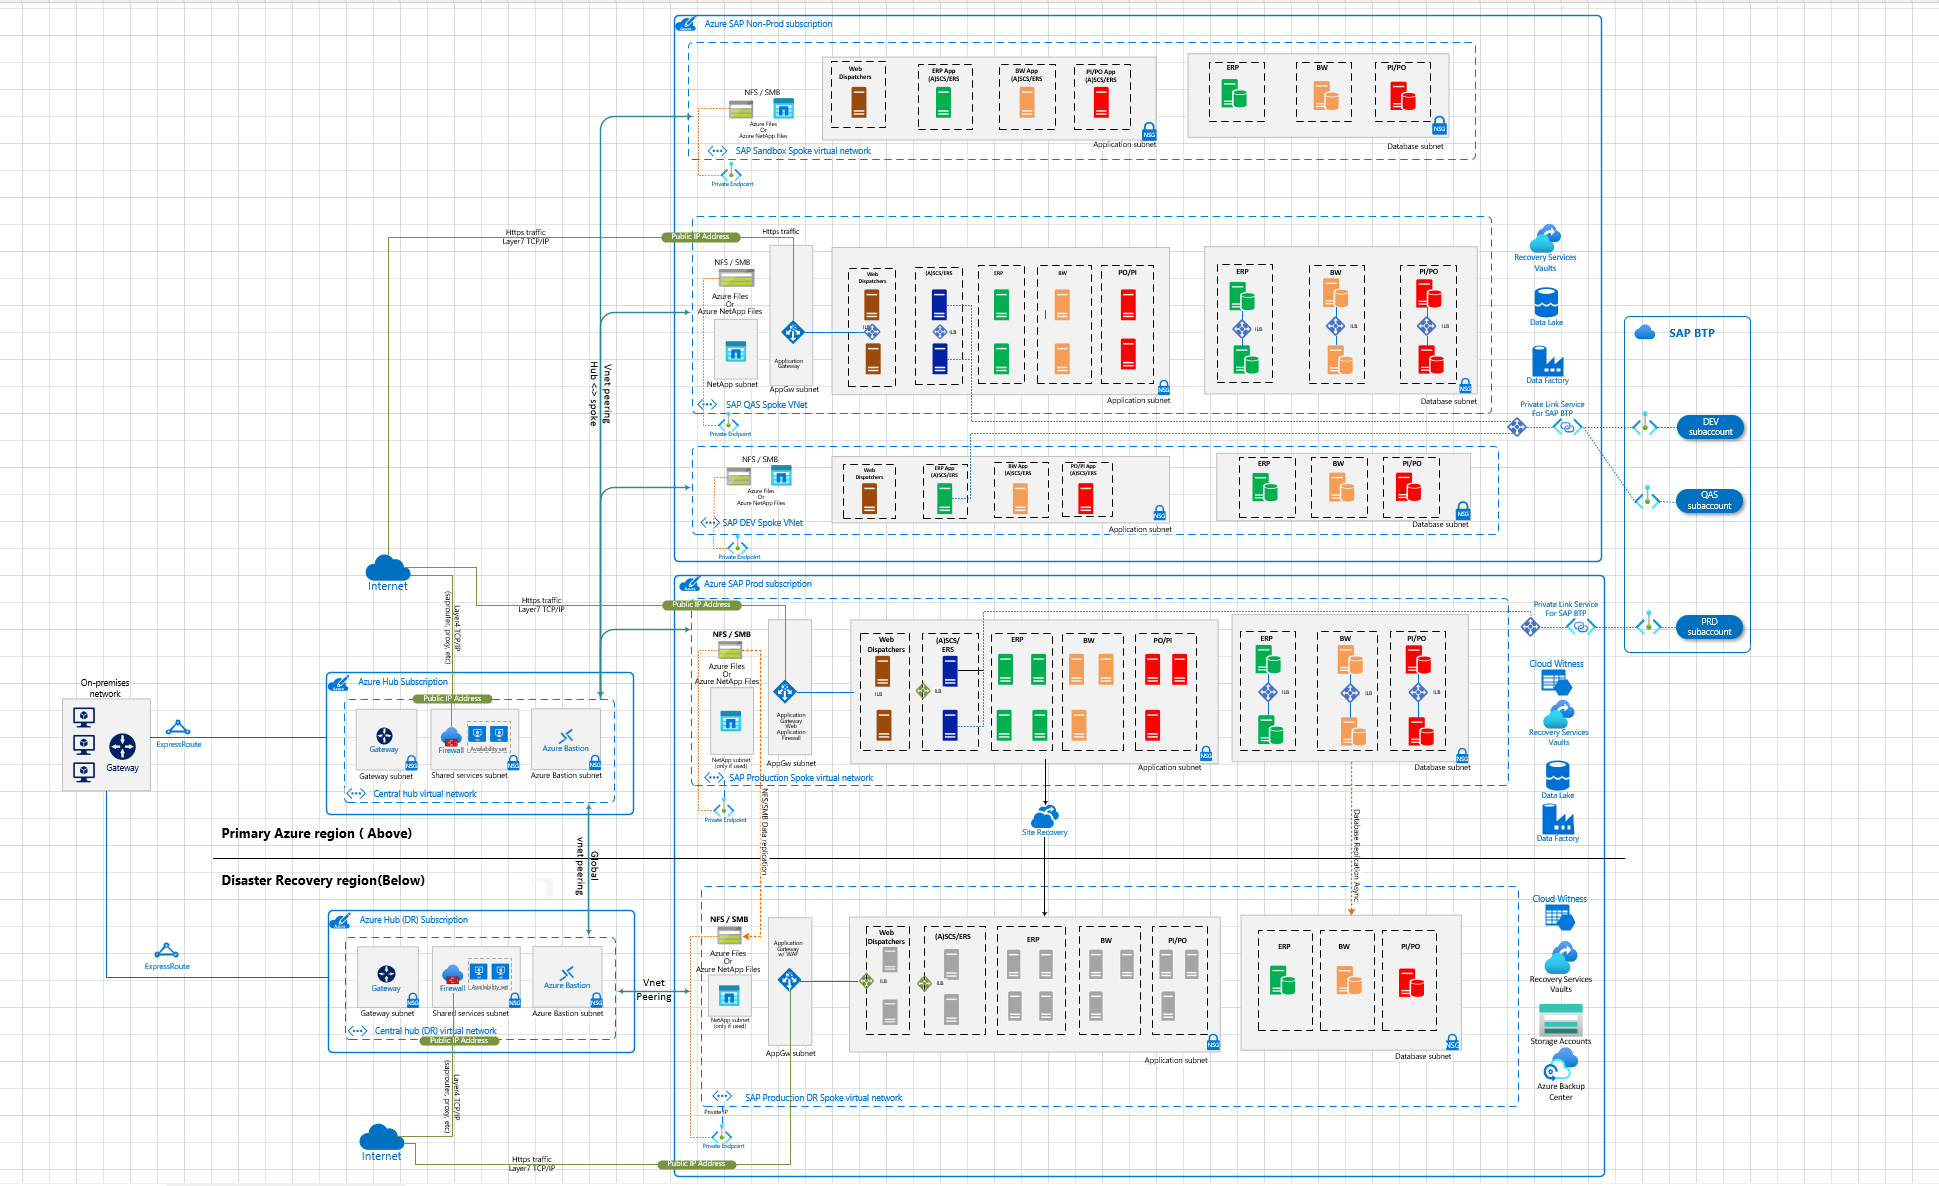 Azure SAP Non-Prod subscription
Web
Dispatchers
ERP App
(A)SCS/ERS
BW App
(A)SCS/ERS
PI/PO App
(A)SCS/ERS
ERP
BW
PI/PO
NFS / SMB
Azure Files
Or
Azure NetApp Files
NSG
NSG
Application subnet
Database subnet
SAP Sandbox Spoke virtual network
Private Endpoint
Https traffic
Layer7 TCP/IP
Public IP Address
Https traffic
NFS / SMB
Azure Files
Or
Azure NetApp Files
NetApp subnet
Application
Gateway
AppGw subnet
Web
Dispatchers
(A)SCS/ERS
ERP
BW
PO/PI
ILB
ILB
ERP
BW
PI/PO
ILB
ILB
ILB
NSG
NSG
Application subnet
Database subnet
SAP QAS Spoke VNet
Private Endpoint
Recovery Services
Vaults
Data Lake
Data Factory
Private Link Service
For SAP BTP
SAP BTP
DEV
subaccount
QAS
subaccount
PRD
subaccount
Vnet peering
Hub <-> spoke
NFS / SMB
Azure Files
Or
Azure NetApp Files
Web
Dispatchers
ERP App
(A)SCS/ERS
BW App
(A)SCS/ERS
PO/PI App
(A)SCS/ERS
ERP
BW
PI/PO
NSG
NSG
Application subnet
Database subnet
SAP DEV Spoke VNet
Private Endpoint
Internet
Https traffic
Layer7 TCP/IP
Layer4 TCP/IP
(saprouter, proxy, etc)
Azure SAP Prod subscription
Public IP Address
NFS / SMB
Azure Files
Or
Azure NetApp Files
NetApp subnet
(only if used)
Application
Gateway
Web
Application
Firewall
AppGw subnet
Web
Dispatchers
(A)SCS/
ERS
ERP
BW
PO/PI
ILB
ILB
ERP
BW
PI/PO
ILB
ILB
ILB
NSG
NSG
Application subnet
Database subnet
SAP Production Spoke virtual network
Private Endpoint
Private Link Service
For SAP BTP
Cloud Witness
Recovery Services
Vaults
Data Lake
Data Factory
On-premises
network
Gateway
ExpressRoute
Azure Hub Subscription
Public IP Address
Gateway
Firewall
Availability set
Azure Bastion
NSG
NSG
NSG
Gateway subnet
Shared services subnet
Azure Bastion subnet
Central hub virtual network
NFS/SMB Data replication
Site Recovery
Database Replication Async
Primary Azure region ( Above)
Global
vnet peering
Disaster Recovery region(Below)
Azure Hub (DR) Subscription
ExpressRoute
Gateway
Firewall
Availability set
Azure Bastion
NSG
NSG
NSG
Gateway subnet
Shared services subnet
Azure Bastion subnet
Central hub (DR) virtual network
Public IP Address
Vnet
Peering
NFS / SMB
Azure Files
Or
Azure NetApp Files
NetApp subnet
(only if used)
Application
Gateway
w/ WAF
AppGw subnet
Web
Dispatchers
(A)SCS/ERS
ERP
BW
PI/PO
ILB
ILB
ERP
BW
PI/PO
NSG
NSG
Application subnet
Database subnet
SAP Production DR Spoke virtual network
Private IP
Private Endpoint
Cloud Witness
Recovery Services
Vaults
Storage Accounts
Azure Backup
Center
Layer4 TCP/IP
(saprouter, proxy, etc)
Internet
Https traffic
Layer7 TCP/IP
Public IP Address